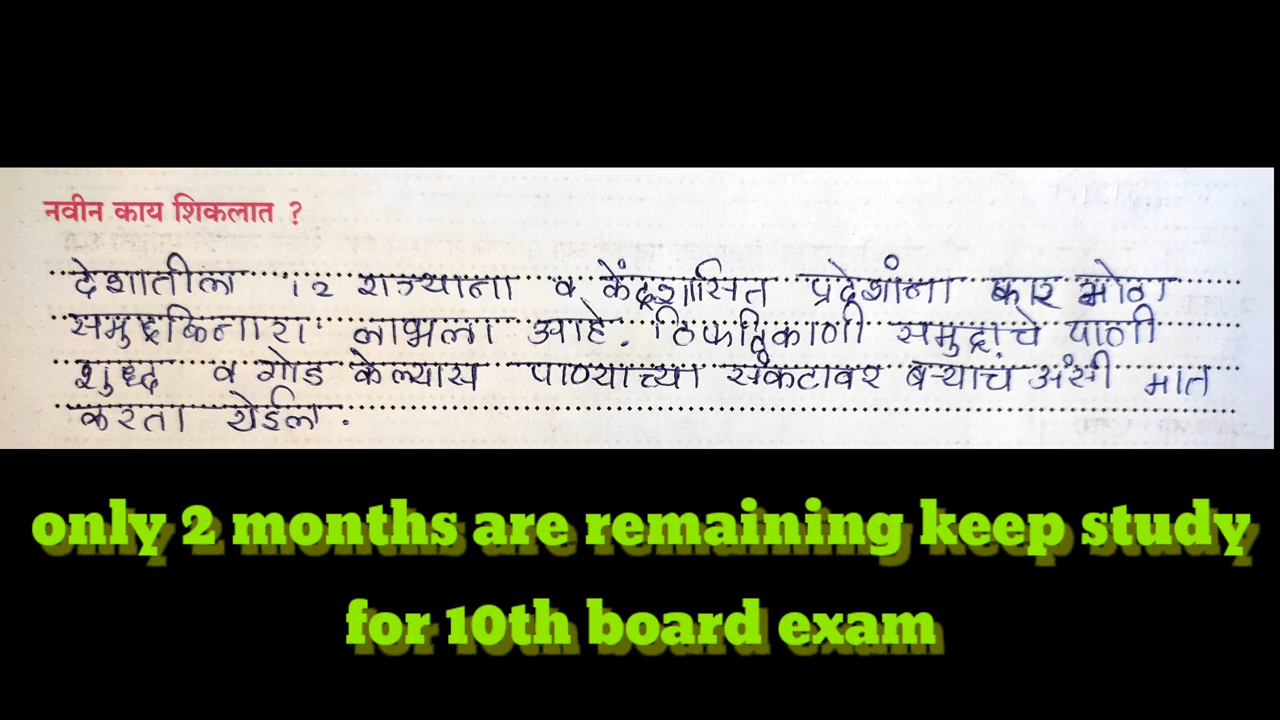 नवीन काय शिकलात ?
देशातील 12 राज्याना व केंद्रशासित प्रदेशांना फार मोठा
समुद्रकिनारा लाभला आहे. ठिकठिकाणी समुद्राचे पाणी
शुध्द व गोड केल्यास पाण्याच्या संकटावर बऱ्याचं अंसी मात
करता येईल.
only 2 months are remaining keep study
for 10th board exam